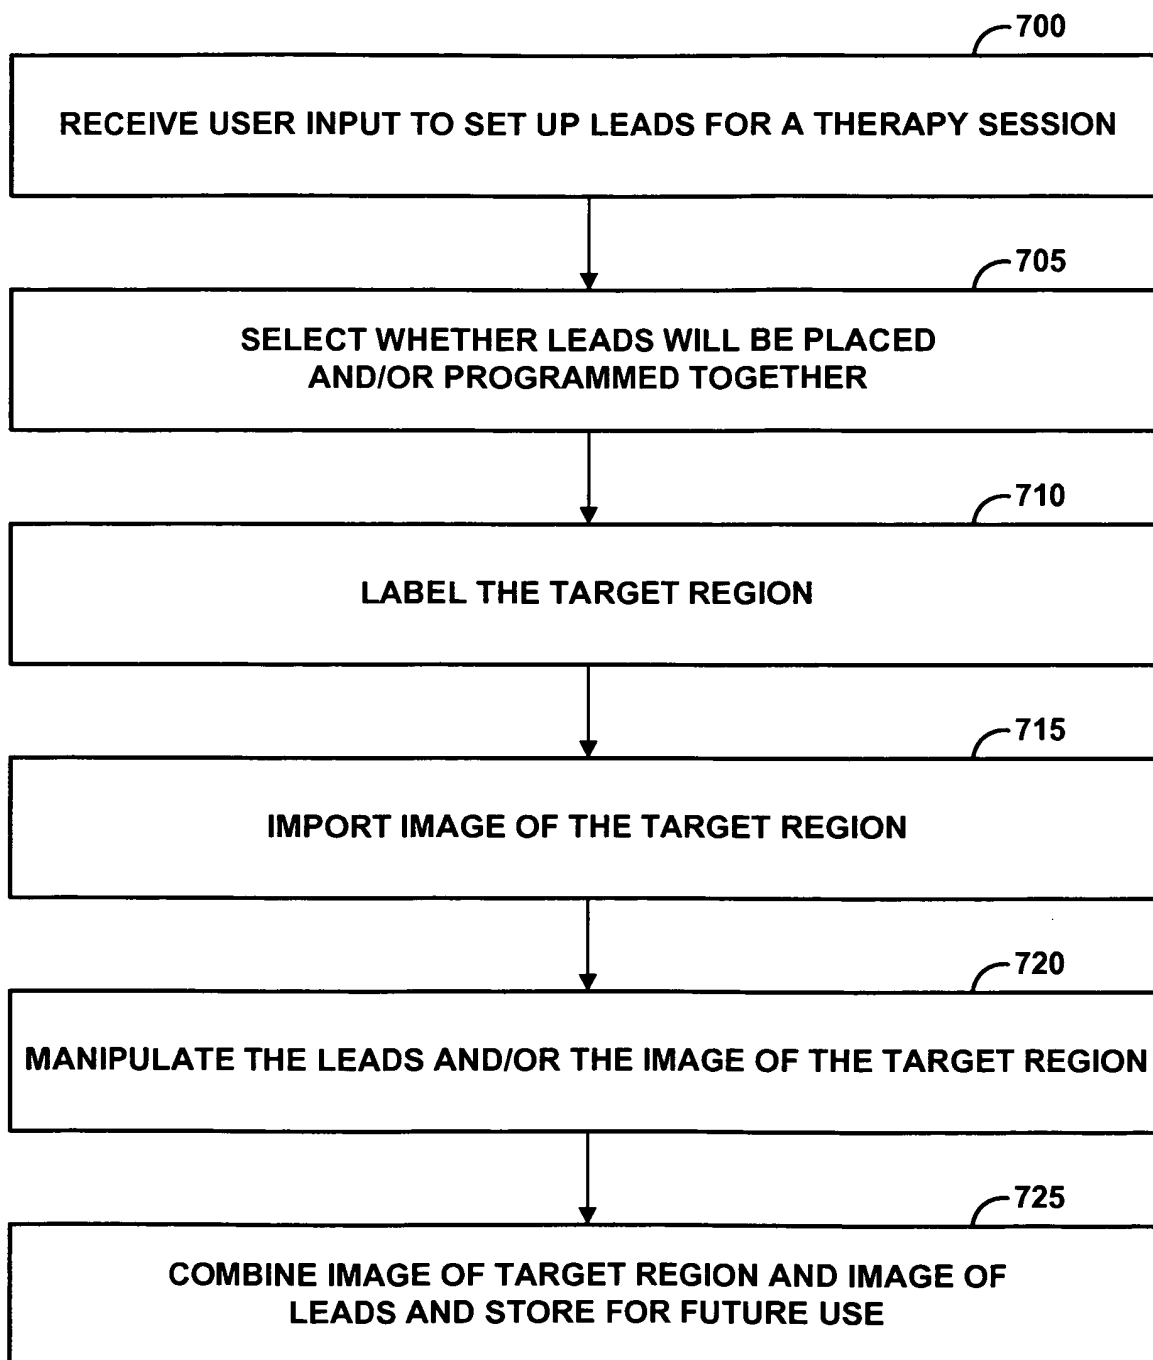 700
RECEIVE USER INPUT TO SET UP LEADS FOR A THERAPY SESSION
705
SELECT WHETHER LEADS WILL BE PLACED
AND/OR PROGRAMMED TOGETHER
710
LABEL THE TARGET REGION
715
IMPORT IMAGE OF THE TARGET REGION
720
MANIPULATE THE LEADS AND/OR THE IMAGE OF THE TARGET REGION
725
COMBINE IMAGE OF TARGET REGION AND IMAGE OF
LEADS AND STORE FOR FUTURE USE